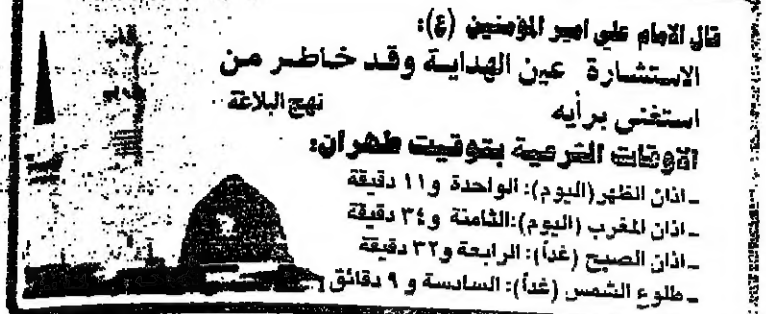 قال الامام علي امير المؤمنين (ع):
الاستشارة عين الهداية وقد خاطر من
استغنى برأيه نهج البلاغة
الاوقات الشرعية بتوقيت طهران:
ـ اذان الظهر (اليوم): الواحدة و١١ دقيقة
ـ اذان المغرب (اليوم): الثامنة و٣٤ دقيقة
ـ اذان الصبح (غداً): الرابعة و٣٢ دقيقة
ـ طلوع الشمس (غداً): السادسة و ٩ دقائق